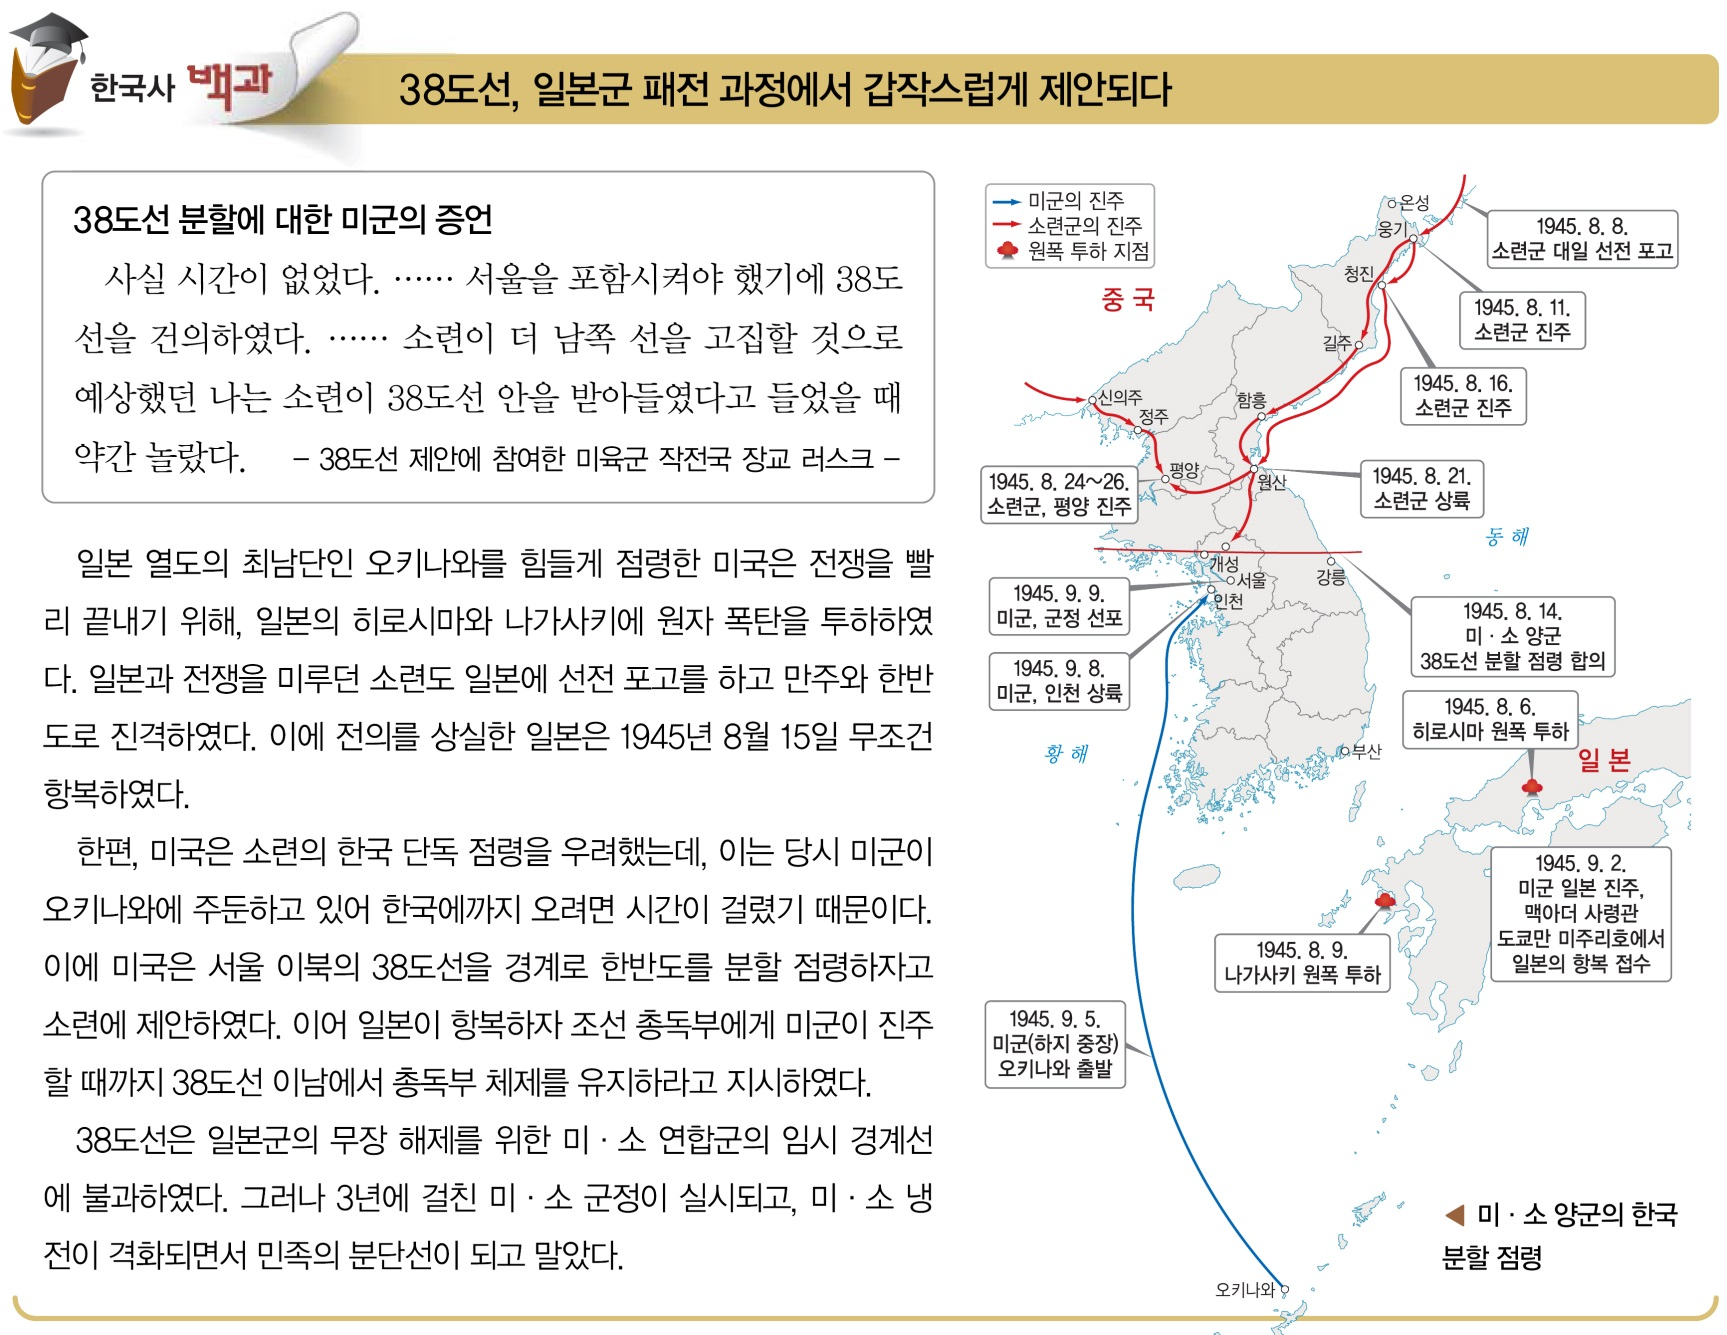 한국사 백과
38도선, 일본군 패전 과정에서 갑작스럽게 제안되다
38도선 분할에 대한 미군의 증언
사실 시간이 없었다. …… 서울을 포함시켜야 했기에 38도
선을 건의하였다. …… 소련이 더 남쪽 선을 고집할 것으로
예상했던 나는 소련이 38도선 안을 받아들였다고 들었을 때
약간 놀랐다. – 38도선 제안에 참여한 미육군 작전국 장교 러스크 –
일본 열도의 최남단인 오키나와를 힘들게 점령한 미국은 전쟁을 빨
리 끝내기 위해, 일본의 히로시마와 나가사키에 원자 폭탄을 투하하였
다. 일본과 전쟁을 미루던 소련도 일본에 선전 포고를 하고 만주와 한반
도로 진격하였다. 이에 전의를 상실한 일본은 1945년 8월 15일 무조건
항복하였다.
한편, 미국은 소련의 한국 단독 점령을 우려했는데, 이는 당시 미군이
오키나와에 주둔하고 있어 한국에까지 오려면 시간이 걸렸기 때문이다.
이에 미국은 서울 이북의 38도선을 경계로 한반도를 분할 점령하자고
소련에 제안하였다. 이어 일본이 항복하자 조선 총독부에게 미군이 진주
할 때까지 38도선 이남에서 총독부 체제를 유지하라고 지시하였다.
38도선은 일본군의 무장 해제를 위한 미 · 소 연합군의 임시 경계선
에 불과하였다. 그러나 3년에 걸친 미 · 소 군정이 실시되고, 미 · 소 냉
전이 격화되면서 민족의 분단선이 되고 말았다.
미군의 진주
소련군의 진주
원폭 투하 지점
중국
온성
웅기
1945. 8. 8.
소련군 대일 선전 포고
청진
1945. 8. 11.
소련군 진주
길주
1945. 8. 16.
소련군 진주
신의주
정주
함흥
평양
원산
1945. 8. 24~26.
소련군, 평양 진주
1945. 8. 21.
소련군 상륙
동해
개성
서울
인천
강릉
1945. 9. 9.
미군, 군정 선포
1945. 8. 14.
미 · 소 양군
38도선 분할 점령 합의
1945. 9. 8.
미군, 인천 상륙
1945. 8. 6.
히로시마 원폭 투하
황해
부산
일본
1945. 9. 2.
미군 일본 진주,
맥아더 사령관
도쿄만 미주리호에서
일본의 항복 접수
1945. 8. 9.
나가사키 원폭 투하
1945. 9. 5.
미군(하지 중장)
오키나와 출발
오키나와
◀ 미 · 소 양군의 한국
분할 점령